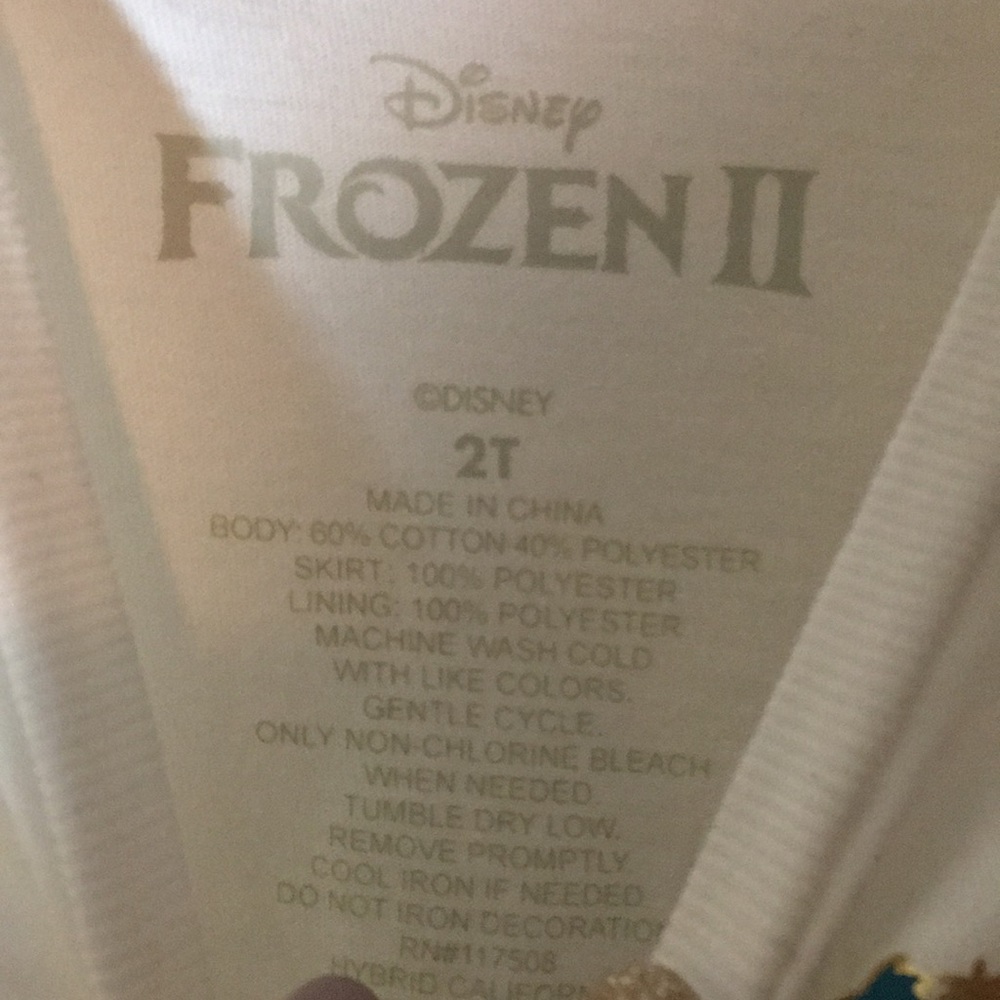 Disney
FROZEN II
©DISNEY
2T
MADE IN CHINA
BODY: 60% COTTON 40% POLYESTER
SKIRT: 100% POLYESTER
LINING: 100% POLYESTER
MACHINE WASH COLD
WITH LIKE COLORS.
GENTLE CYCLE.
ONLY NON-CHLORINE BLEACH
WHEN NEEDED
TUMBLE DRY LOW.
REMOVE PROMPTLY.
COOL IRON IF NEEDED
DO NOT IRON DECORATIO
RN#117508
HYBRID